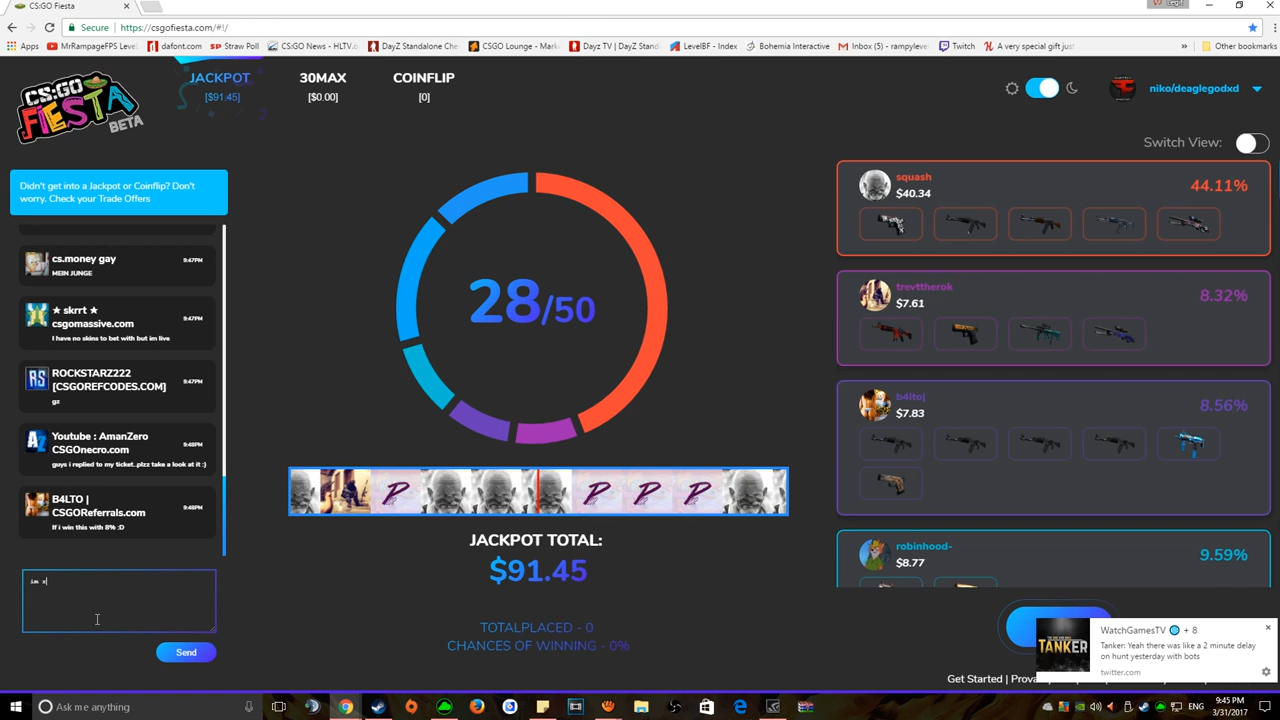 CS:GO Fiesta
Secure
https://csgofiesta.com/#!/
Apps
MrRampageFPS Level
dafont.com
Straw Poll
CS:GO News - HLTV.o
DayZ Standalone Che
CSGO Lounge - Mark
Dayz TV | DayZ Stand
LevelBF - Index
Bohemia Interactive
Inbox (5) - rampylevel
Twitch
A very special gift just
Other bookmarks
CS:GO
FIESTA
BETA
JACKPOT
[$91.45]
30MAX
[$0.00]
COINFLIP
[0]
niko/deaglegodxd
Switch View:
Didn't get into a Jackpot or Coinflip? Don't
worry. Check your Trade Offers
cs.money gay
9:47PM
MEIN JUNGE
★ skrrt ★
csgomassive.com
9:47PM
I have no skins to bet with but im live
ROCKSTARZ222
[CSGOREFCODES.COM]
9:47PM
gz
Youtube : AmanZero
CSGOnecro.com
9:48PM
guys i replied to my ticket..plzz take a look at it :)
B4LTO |
CSGOReferrals.com
9:48PM
If i win this with 8% :D
im x
Send
28/50
JACKPOT TOTAL:
$91.45
TOTALPLACED - 0
CHANCES OF WINNING - 0%
squash
$40.34
44.11%
trevttherok
$7.61
8.32%
b4lto|
$7.83
8.56%
robinhood-
$8.77
9.59%
TANKER
WatchGamesTV + 8
Tanker: Yeah there was like a 2 minute delay
on hunt yesterday with bots
twitter.com
Get Started | Priva
Ask me anything
ENG
9:45 PM
3/31/2017